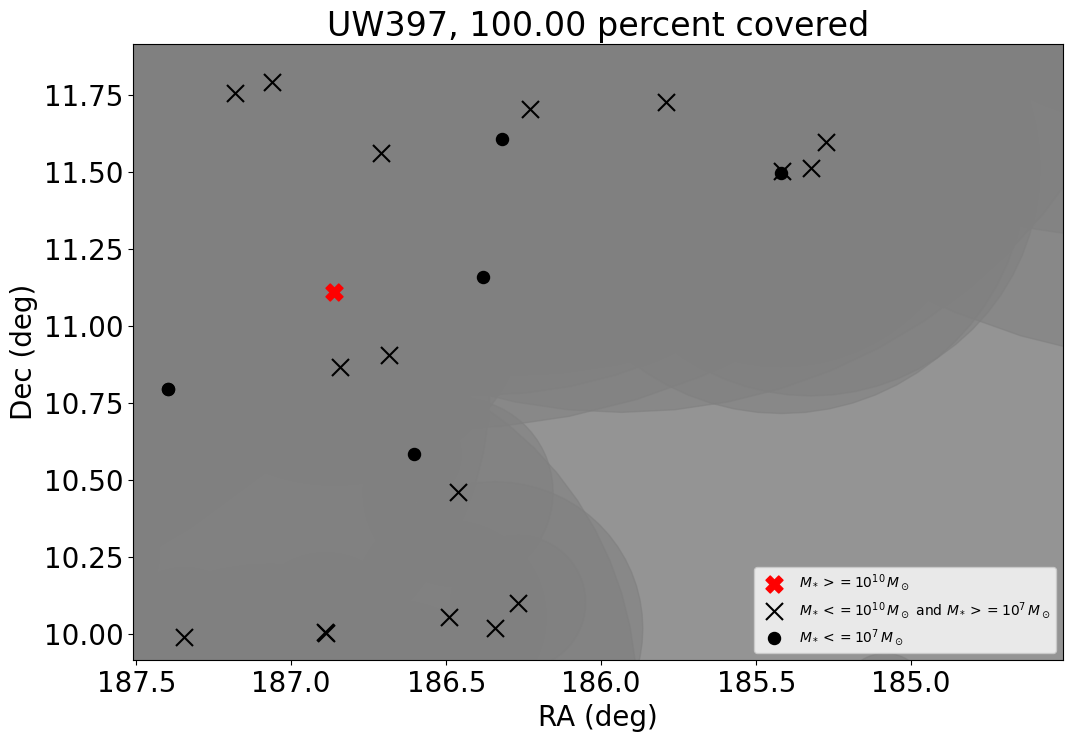 UW397, 100.00 percent covered
Dec (deg)
11.75
11.50
11.25
11.00
10.75
10.50
10.25
10.00
M* >= 10^10 M⊙
M* <= 10^10 M⊙ and M* >= 10^7 M⊙
M* <= 10^7 M⊙
187.5 187.0 186.5 186.0 185.5 185.0
RA (deg)